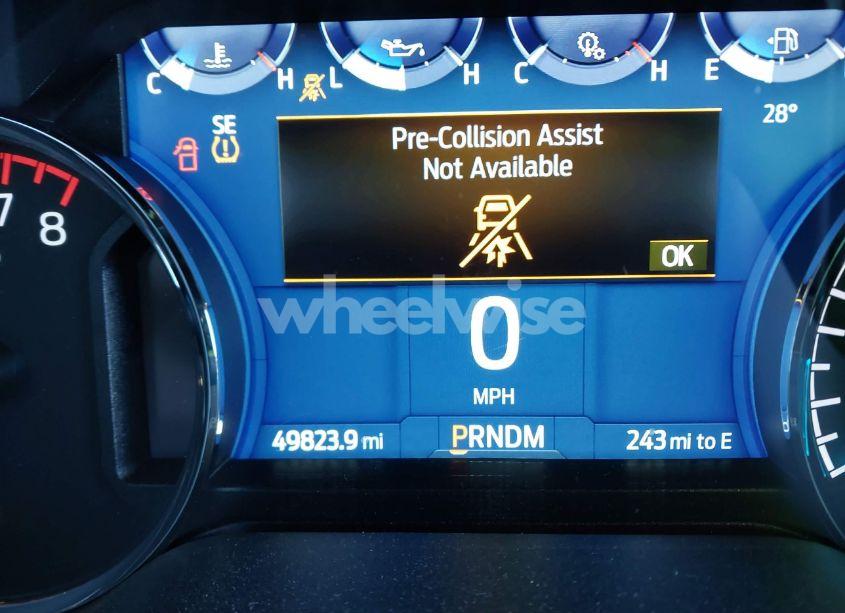 C H L H C H E
28°
SE
Pre-Collision Assist
Not Available
OK
7
8
wheelwise
0
MPH
49823.9 mi PRNDM 243 mi to E